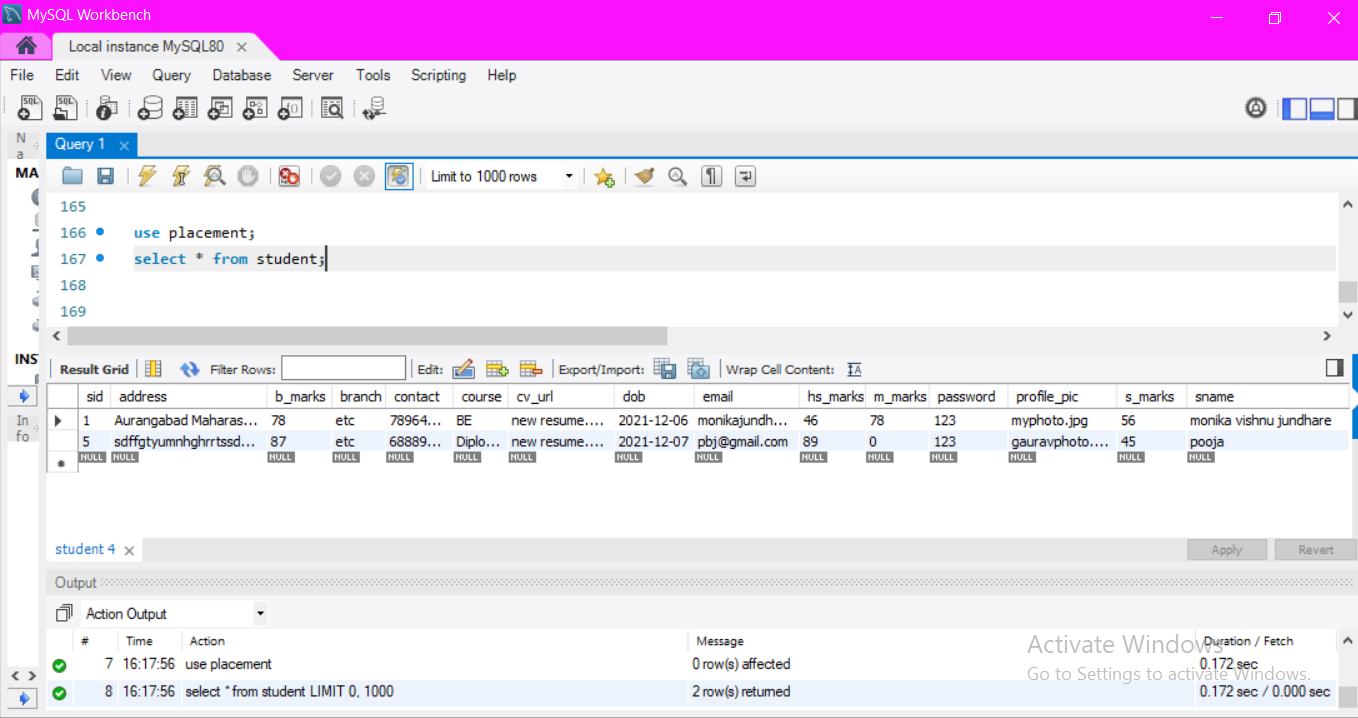 MySQL Workbench
Local instance MySQL80
File Edit View Query Database Server Tools Scripting Help
N
a
Query 1
MA
Limit to 1000 rows
165
166 use placement;
167 select * from student;
168
169
INS
Result Grid Filter Rows: Edit: Export/Import: Wrap Cell Content:
sid address b_marks branch contact course cv_url dob email hs_marks m_marks password profile_pic s_marks sname
1 Aurangabad Maharas... 78 etc 78964... BE new resume.... 2021-12-06 monikajundh... 46 78 123 myphoto.jpg 56 monika vishnu jundhare
5 sdffgtyumnhghrrtssd... 87 etc 68889... Diplo... new resume.... 2021-12-07 pbj@gmail.com 89 0 123 gauravphoto.... 45 pooja
NULL NULL NULL NULL NULL NULL NULL NULL NULL NULL NULL NULL NULL NULL NULL
In
fo
student 4
Apply Revert
Output
Action Output
# Time Action Message Duration / Fetch
7 16:17:56 use placement 0 row(s) affected 0.172 sec
8 16:17:56 select * from student LIMIT 0, 1000 2 row(s) returned 0.172 sec / 0.000 sec
Activate Windows
Go to Settings to activate Windows.